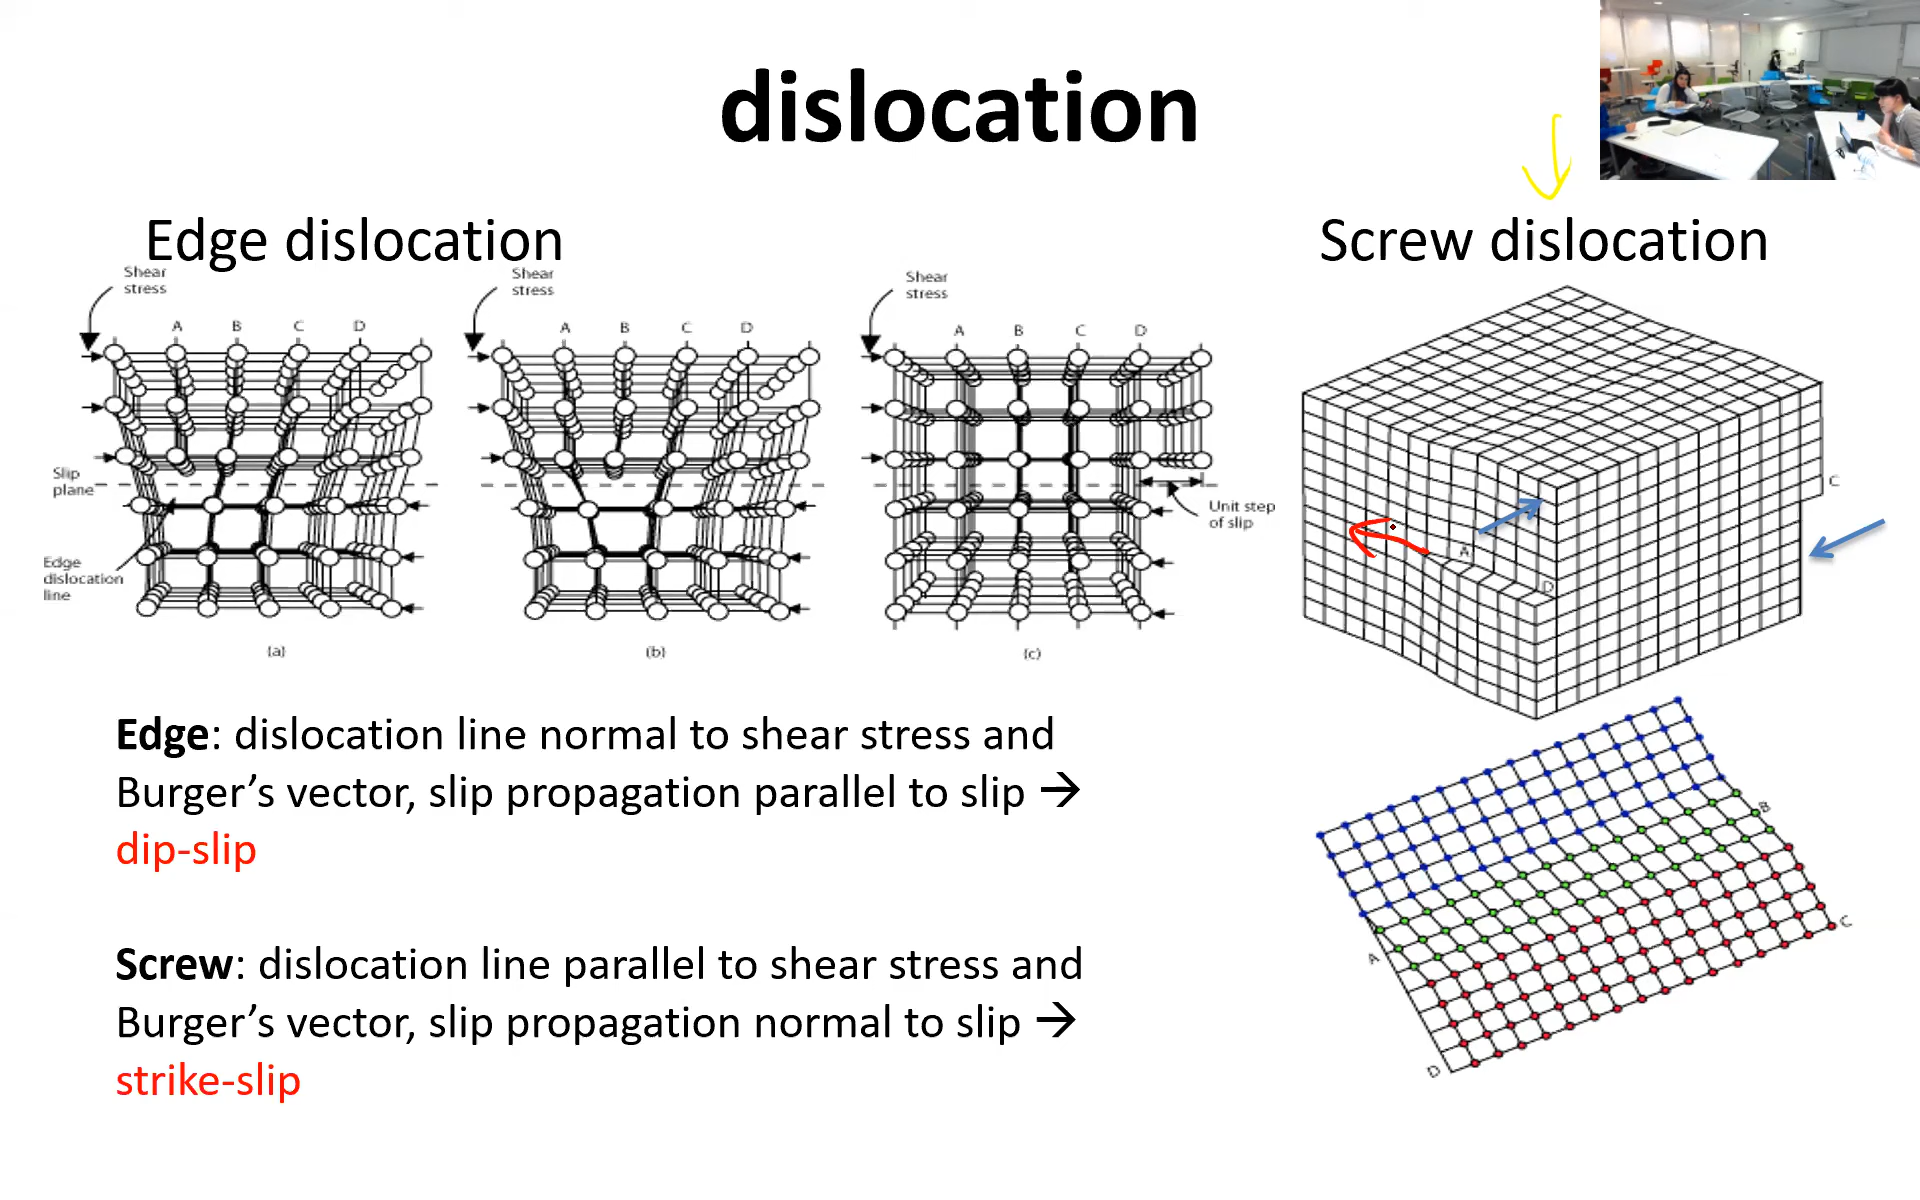 dislocation
Edge dislocation
Screw dislocation
Shear
stress
A B C D
Slip
plane
Edge
dislocation
line
(a)
Shear
stress
A B C D
(b)
Shear
stress
A B C D
Unit step
of slip
(c)
C
A
D
B
C
A
D
Edge: dislocation line normal to shear stress and
Burger’s vector, slip propagation parallel to slip →
dip-slip
Screw: dislocation line parallel to shear stress and
Burger’s vector, slip propagation normal to slip →
strike-slip